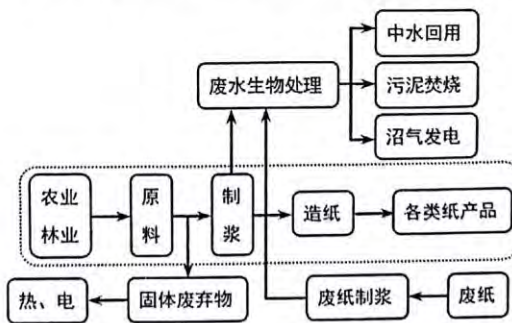 中水回用
废水生物处理
污泥焚烧
沼气发电
农业
林业
原
料
制
浆
造纸
各类纸产品
热、电
固体废弃物
废纸制浆
废纸